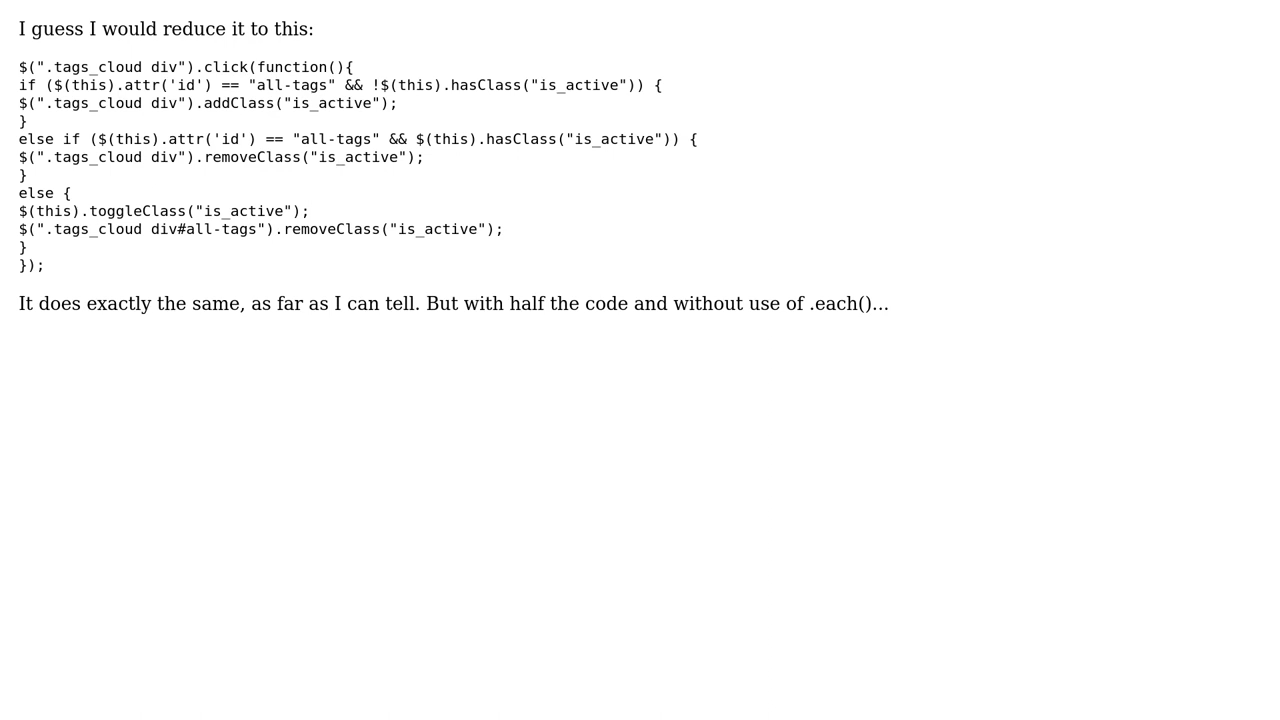 I guess I would reduce it to this:
$(".tags_cloud div").click(function(){
if ($(this).attr('id') == "all-tags" && !$(this).hasClass("is_active")) {
$(".tags_cloud div").addClass("is_active");
}
else if ($(this).attr('id') == "all-tags" && $(this).hasClass("is_active")) {
$(".tags_cloud div").removeClass("is_active");
}
else {
$(this).toggleClass("is_active");
$(".tags_cloud div#all-tags").removeClass("is_active");
}
});
It does exactly the same, as far as I can tell. But with half the code and without use of .each()...